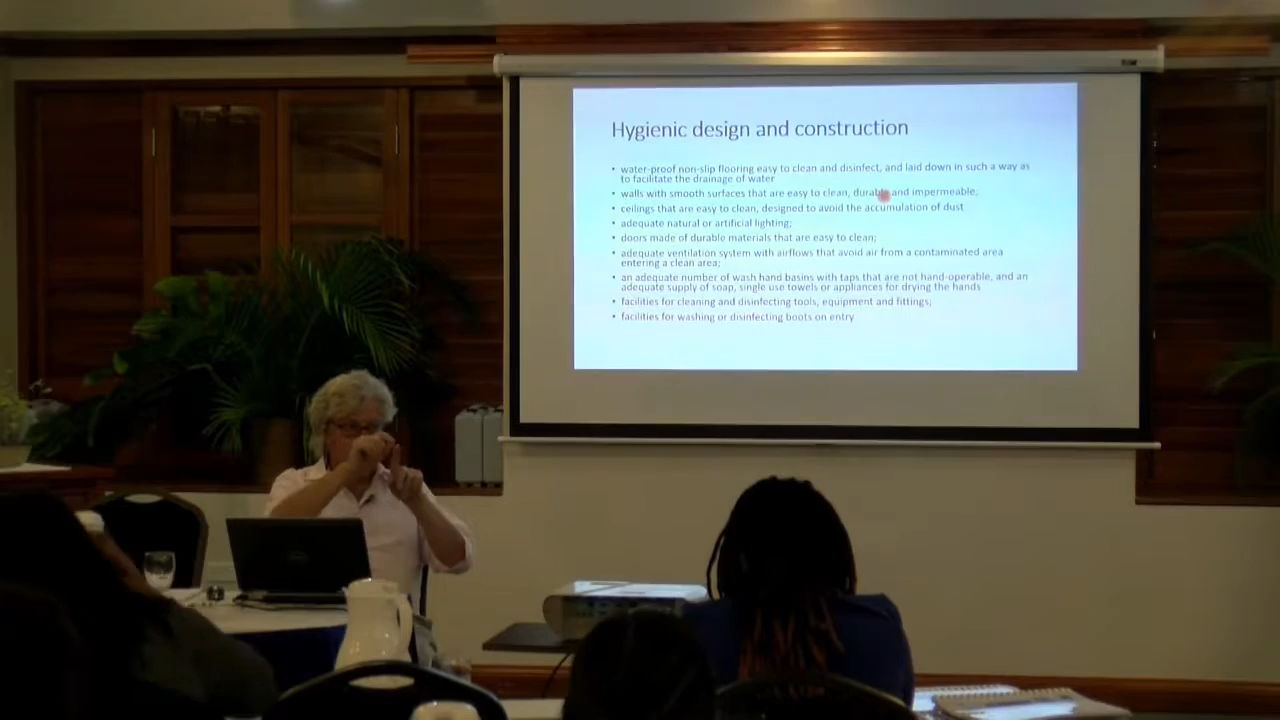 Hygienic design and construction
• water-proof non-slip flooring easy to clean and disinfect, and laid down in such a way as
to facilitate the drainage of water
• walls with smooth surfaces that are easy to clean, durable and impermeable;
• ceilings that are easy to clean, designed to avoid the accumulation of dust
• adequate natural or artificial lighting;
• doors made of durable materials that are easy to clean;
• adequate ventilation system with airflows that avoid air from a contaminated area
entering a clean area;
• an adequate number of wash hand basins with taps that are not hand-operable, and an
adequate supply of soap, single use towels or appliances for drying the hands
• facilities for cleaning and disinfecting tools, equipment and fittings;
• facilities for washing or disinfecting boots on entry